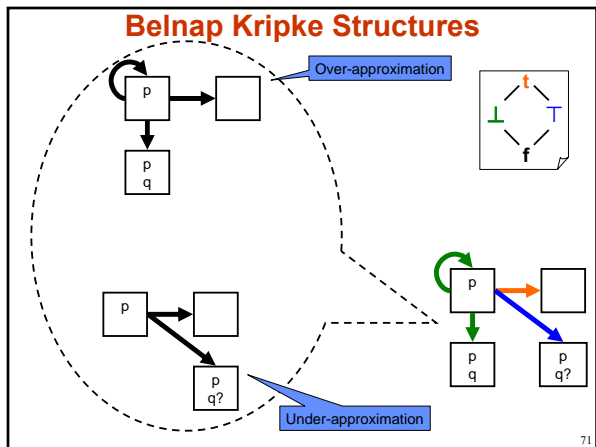 Belnap Kripke Structures
Over-approximation
p
p
q
t
⊥ ⊤
f
p
p
q?
p
p
q
p
q?
Under-approximation
71